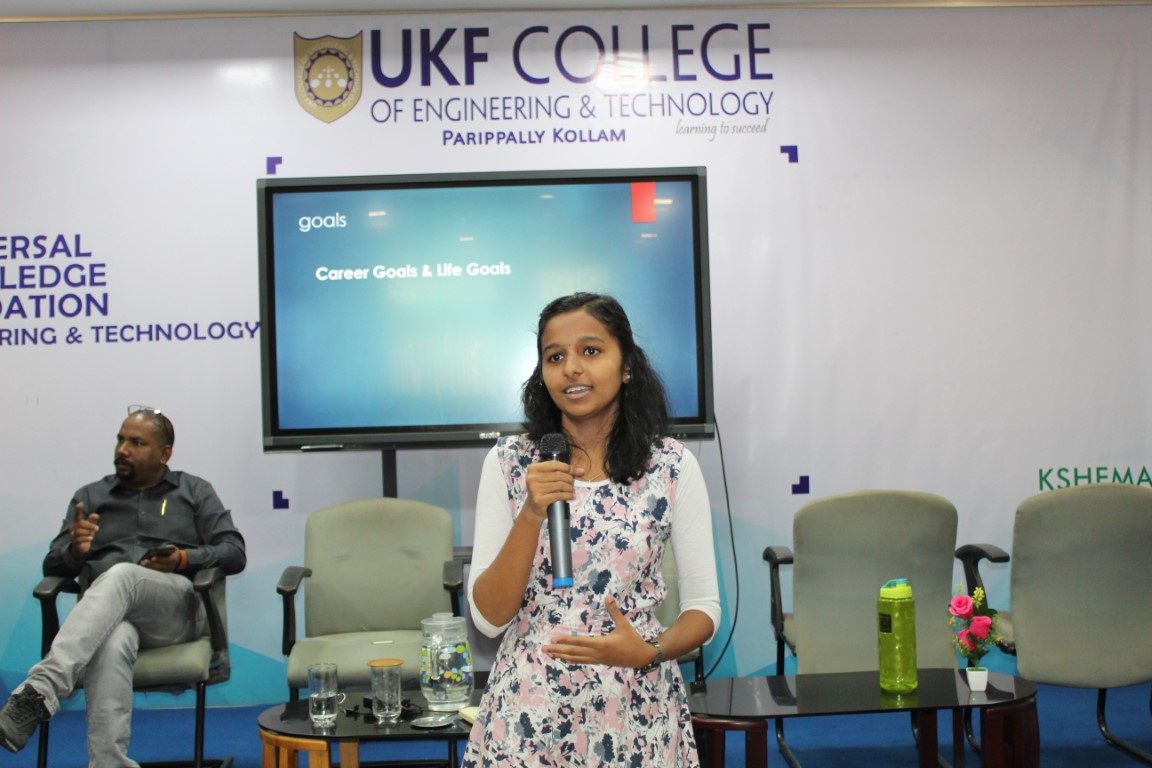 UKF COLLEGE
OF ENGINEERING & TECHNOLOGY
learning to succeed
PARIPPALLY KOLLAM
goals
Career Goals & Life Goals
ERSAL
LEDGE
DATION
RING & TECHNOLOGY
KSHEMA